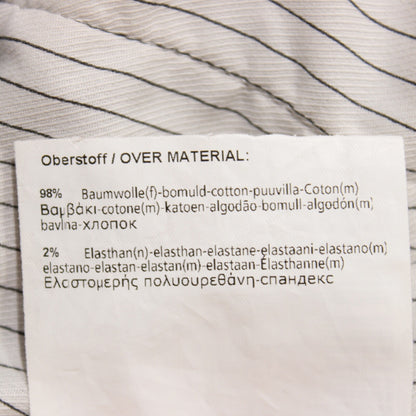 Oberstoff / OVER MATERIAL:
98% Baumwolle(f)-bomuld-cotton-puuvilla-Coton(m)
Βαμβάκι-cotone(m)-katoen-algodão-bomull-algodón(m)
bavlna-хлопок
2% Elasthan(n)-elasthan-elastane-elastaani-elastano(m)
elastano-elastan-elastan(m)-elastaan-Élasthanne(m)
Ελαστομερής πολυουρεθάνη-спандекс